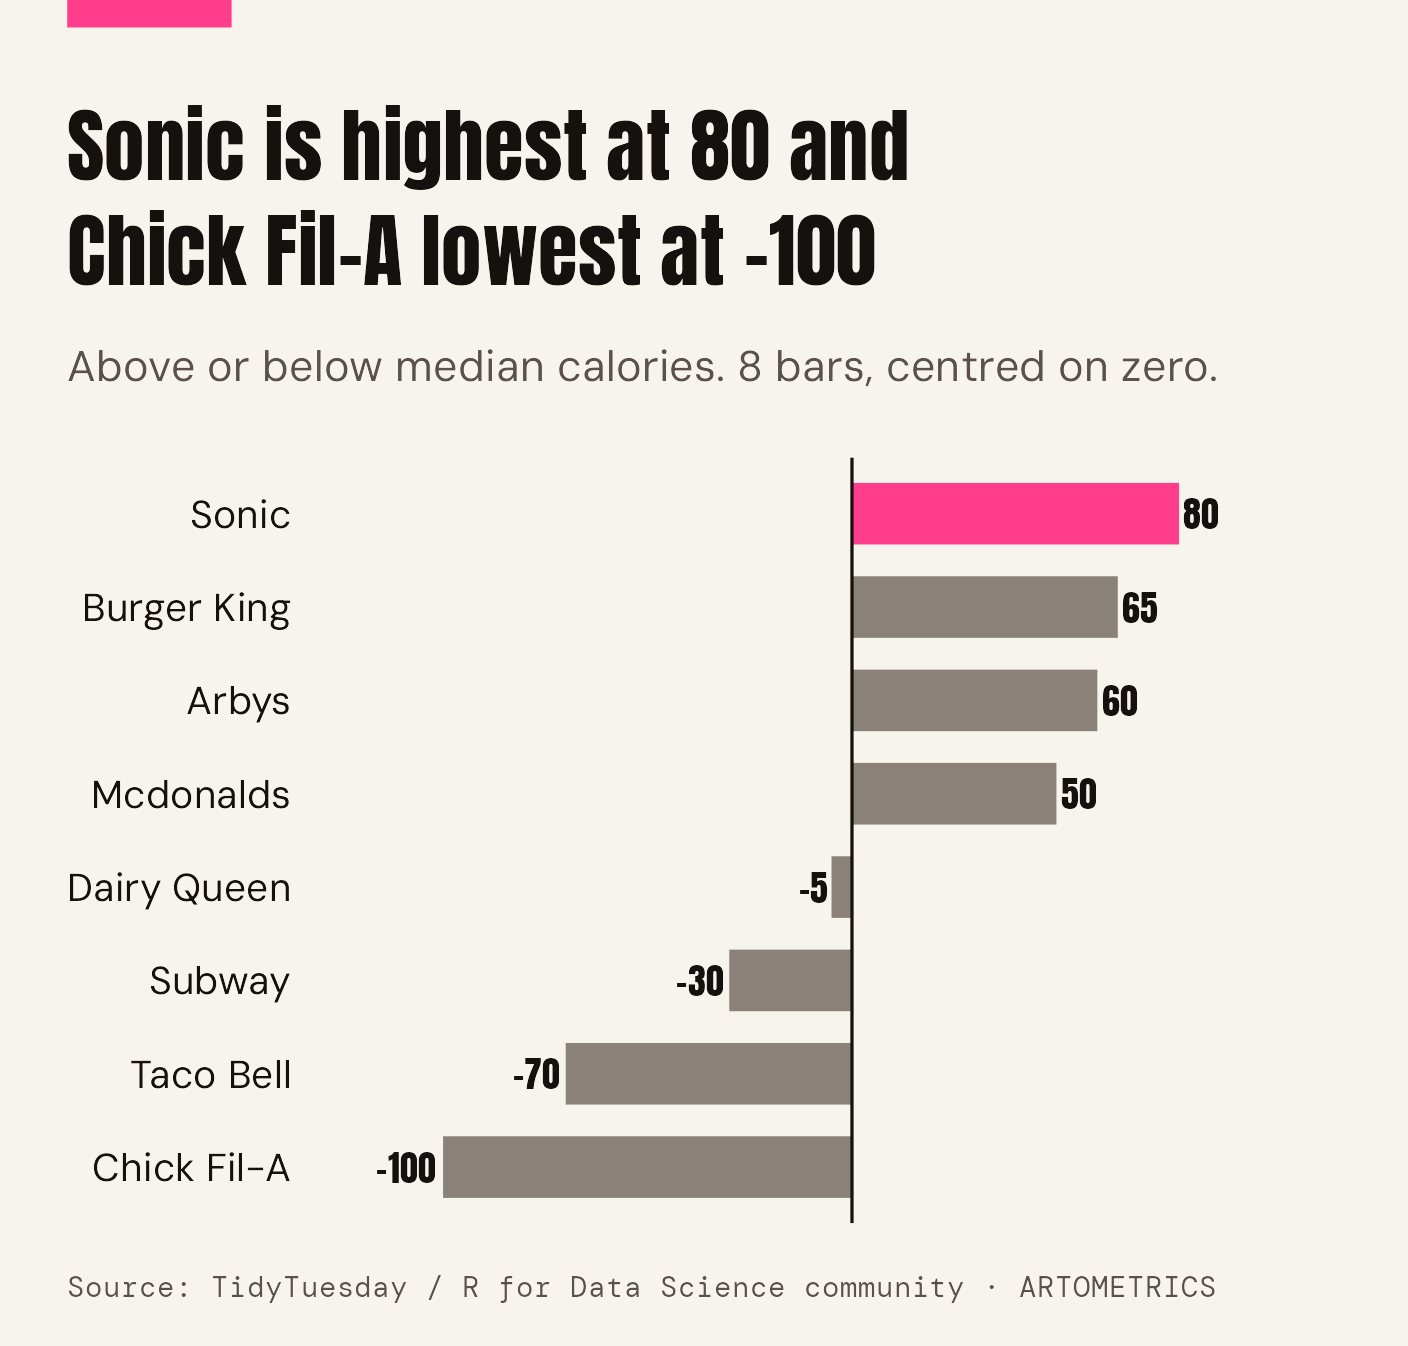 Sonic is highest at 80 and
Chick Fil-A lowest at -100
Above or below median calories. 8 bars, centred on zero.
Sonic 80
Burger King 65
Arbys 60
Mcdonalds 50
Dairy Queen -5
Subway -30
Taco Bell -70
Chick Fil-A -100
Source: TidyTuesday / R for Data Science community · ARTOMETRICS